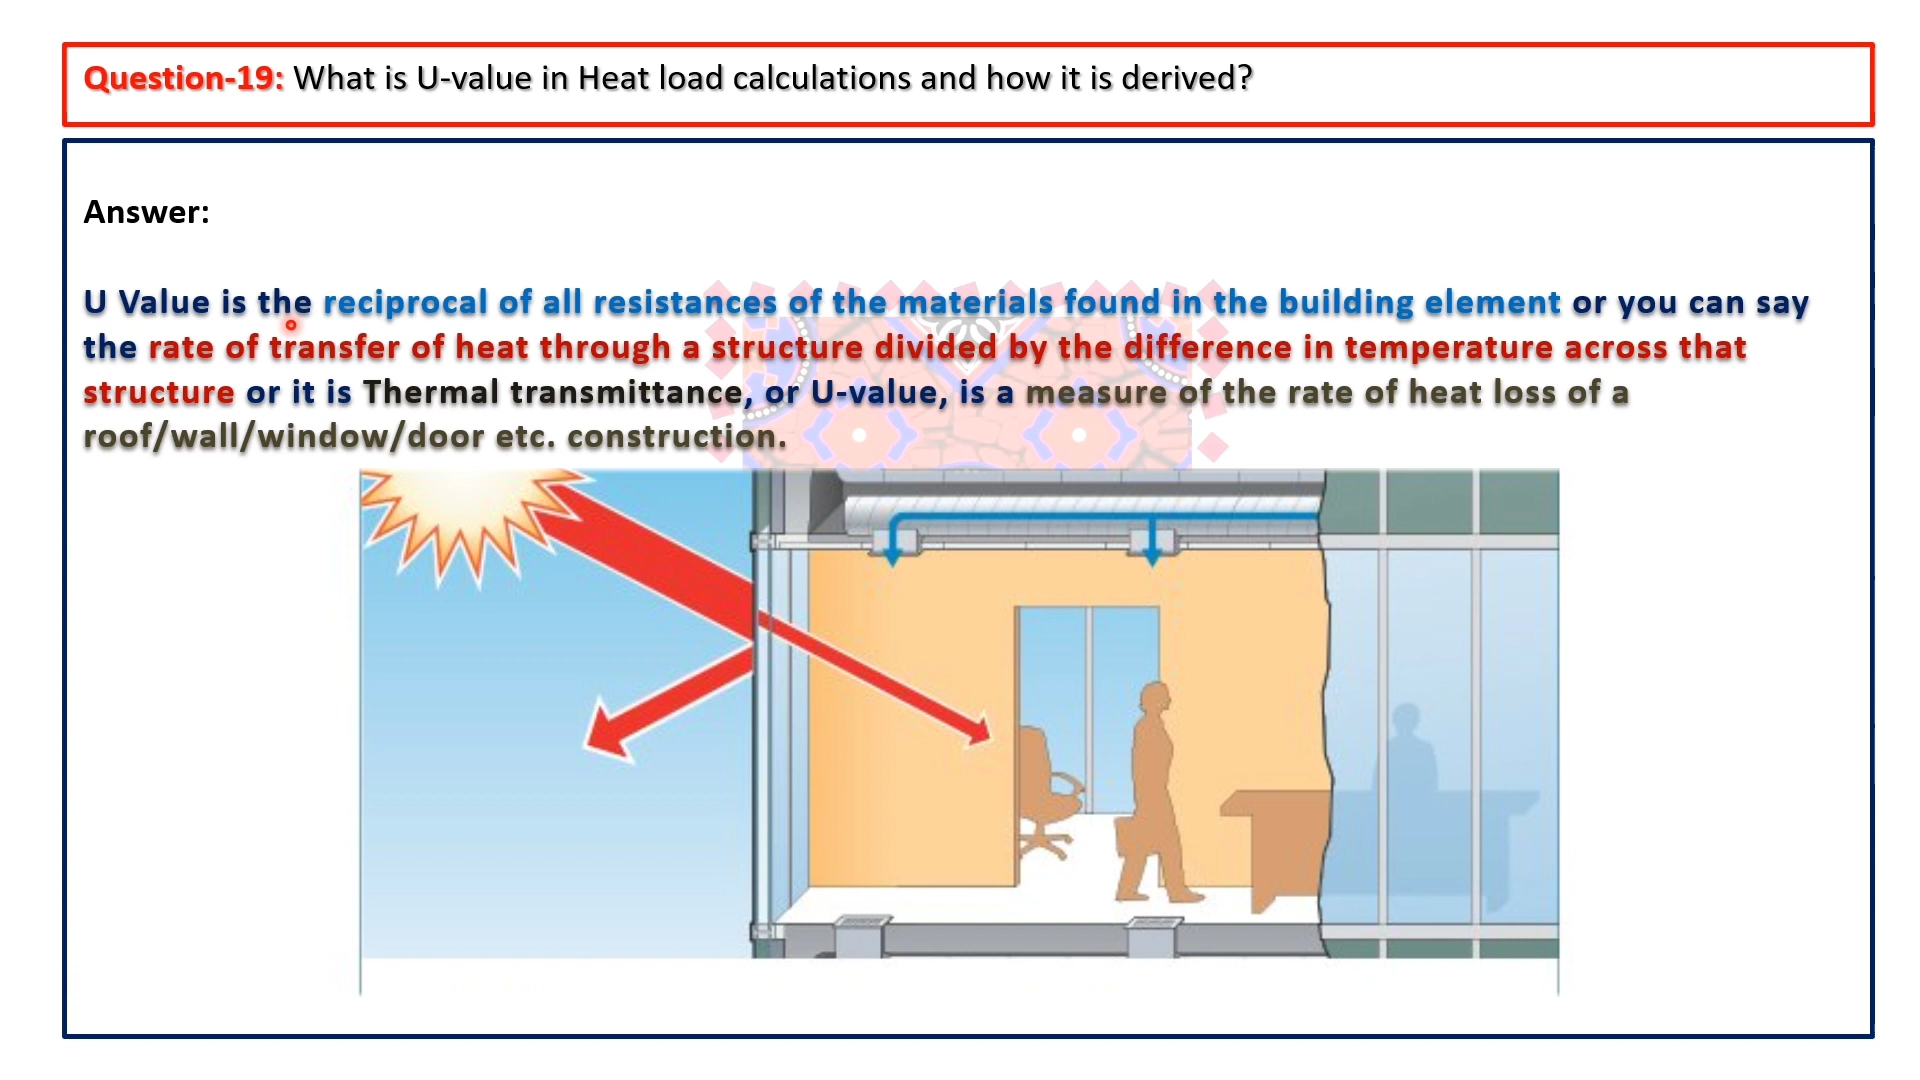 Question-19: What is U-value in Heat load calculations and how it is derived?
Answer:
U Value is the reciprocal of all resistances of the materials found in the building element or you can say
the rate of transfer of heat through a structure divided by the difference in temperature across that
structure or it is Thermal transmittance, or U-value, is a measure of the rate of heat loss of a
roof/wall/window/door etc. construction.